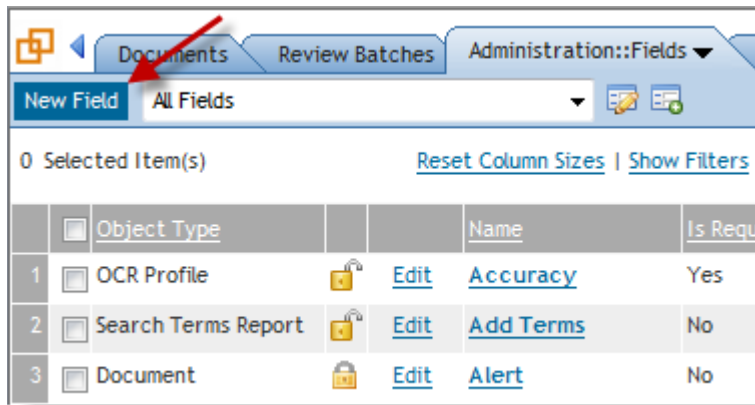 Documents Review Batches Administration::Fields
New Field All Fields
0 Selected Item(s) Reset Column Sizes | Show Filters
Object Type Name Is Requ
1 OCR Profile Edit Accuracy Yes
2 Search Terms Report Edit Add Terms No
3 Document Edit Alert No